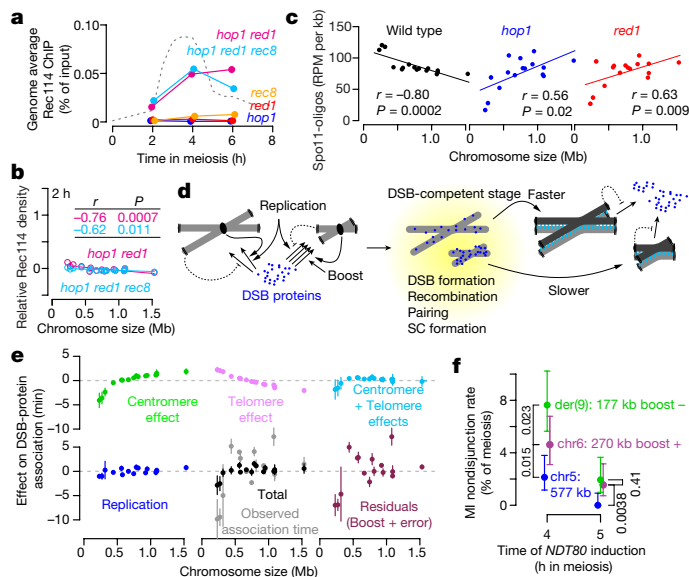 a
Genome average
Rec114 ChIP
(% of input)
0.10
0.05
0
hop1 red1
hop1 red1 rec8
rec8
red1
hop1
0 2 4 6 8
Time in meiosis (h)
b
2 h
r P
−0.76 0.0007
−0.62 0.011
Relative Rec114 density
1
0
hop1 red1
hop1 red1 rec8
0 0.5 1.0 1.5
Chromosome size (Mb)
c
Spo11-oligos (RPM per kb)
150
100
50
0
Wild type
hop1
red1
r = −0.80
P = 0.0002
r = 0.56
P = 0.02
r = 0.63
P = 0.009
0 1.0 0 1.0 0 1.0
Chromosome size (Mb)
d
Replication
Boost
DSB proteins
DSB-competent stage
DSB formation
Recombination
Pairing
SC formation
Faster
Slower
e
Effect on DSB-protein
association (min)
5
0
−5
−10
Centromere
effect
Telomere
effect
Centromere
+ Telomere
effects
5
0
−5
−10
Replication
Total
Observed
association time
Residuals
(Boost + error)
0 0.5 1.0 1.5 0 0.5 1.0 1.5 0 0.5 1.0 1.5
Chromosome size (Mb)
f
MI nondisjunction rate
(% of meiosis)
8
4
0
der(9): 177 kb boost −
chr6: 270 kb boost +
chr5:
577 kb
0.023
0.015
0.41
0.0038
4 5
Time of NDT80 induction
(h in meiosis)